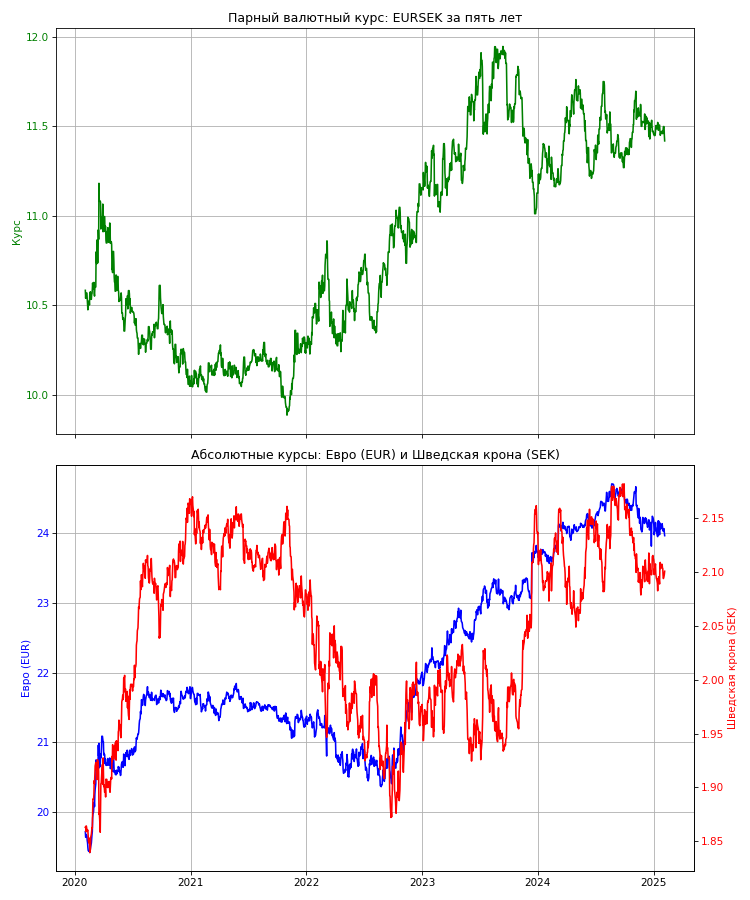 Парный валютный курс: EURSEK за пять лет
12.0
11.5
11.0
10.5
10.0
Курс
Абсолютные курсы: Евро (EUR) и Шведская крона (SEK)
24
23
22
21
20
Евро (EUR)
2.15
2.10
2.05
2.00
1.95
1.90
1.85
Шведская крона (SEK)
2020 2021 2022 2023 2024 2025